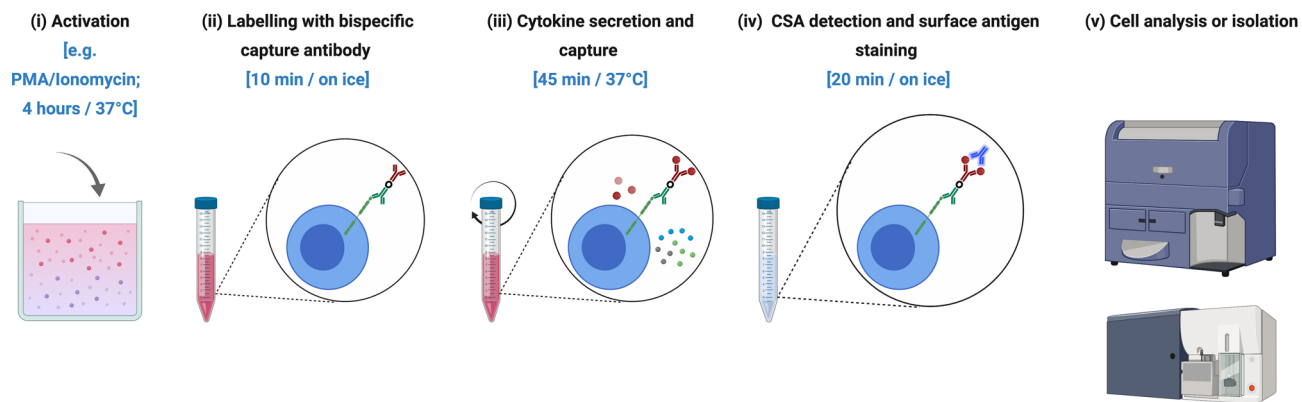 (i) Activation
[e.g.
PMA/Ionomycin;
4 hours / 37°C]
(ii) Labelling with bispecific
capture antibody
[10 min / on ice]
(iii) Cytokine secretion and
capture
[45 min / 37°C]
(iv) CSA detection and surface antigen
staining
[20 min / on ice]
(v) Cell analysis or isolation